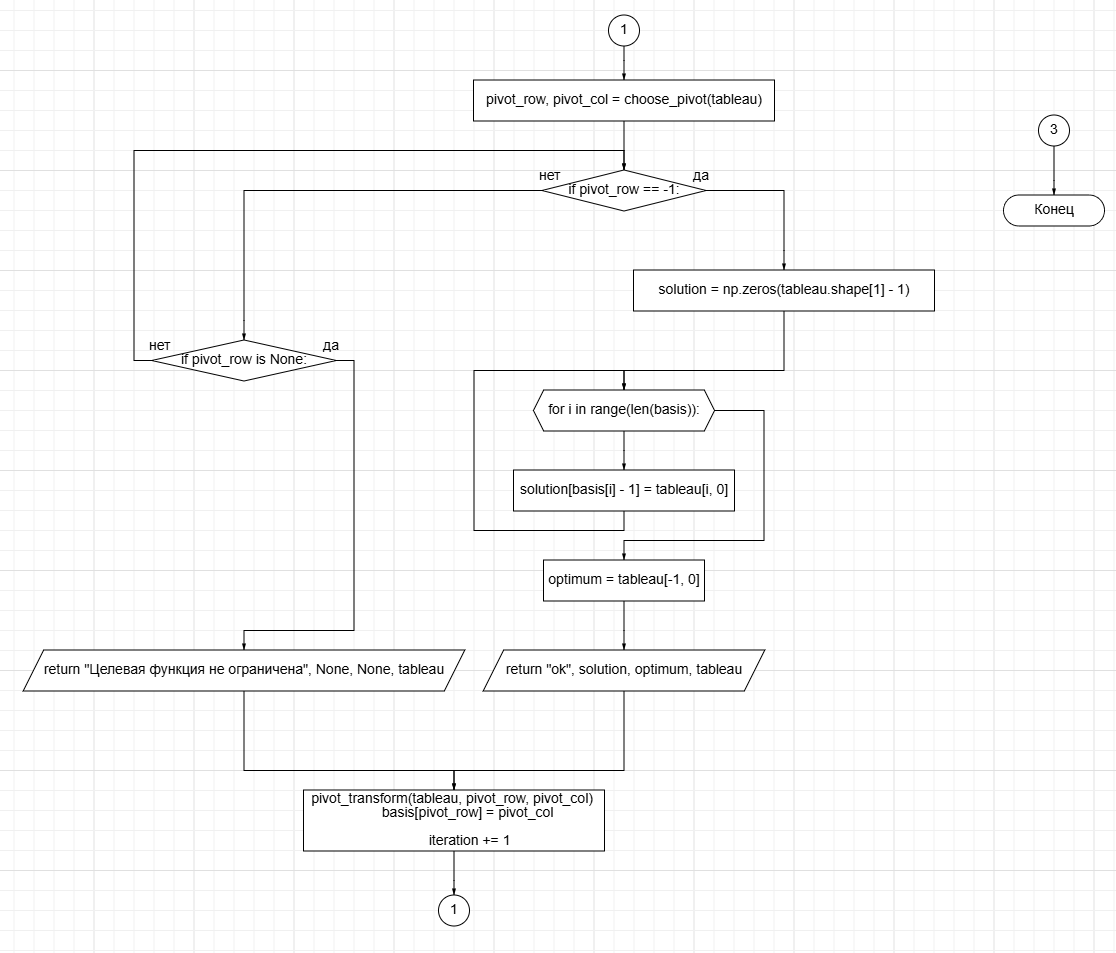 1
pivot_row, pivot_col = choose_pivot(tableau)
3
нет
да
if pivot_row == -1:
Конец
solution = np.zeros(tableau.shape[1] - 1)
нет
да
if pivot_row is None:
for i in range(len(basis)):
solution[basis[i] - 1] = tableau[i, 0]
optimum = tableau[-1, 0]
return "Целевая функция не ограничена", None, None, tableau
return "ok", solution, optimum, tableau
pivot_transform(tableau, pivot_row, pivot_col)
basis[pivot_row] = pivot_col
iteration += 1
1